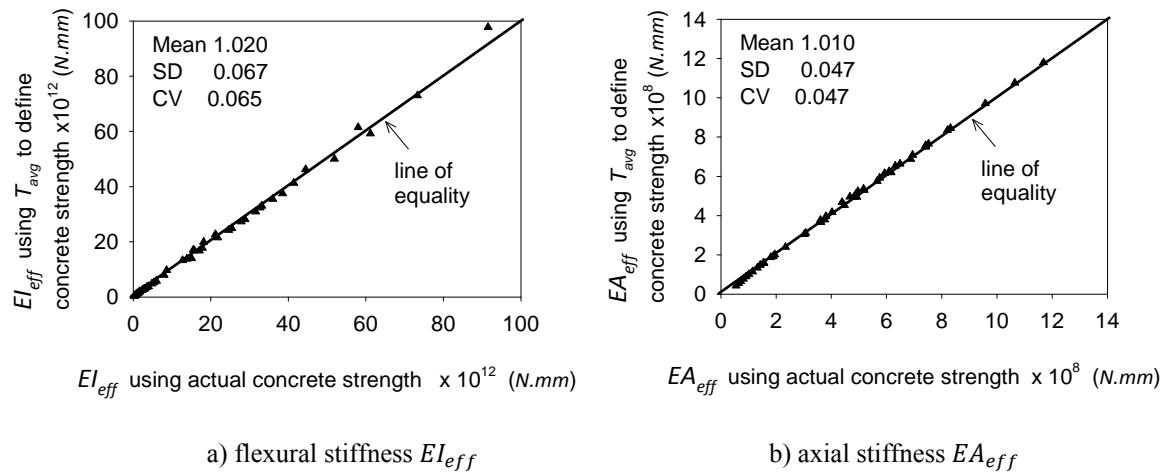 100
80
60
40
20
0
EI_eff using T_avg to define
concrete strength x10^12 (N.mm)
Mean 1.020
SD 0.067
CV 0.065
line of
equality
0 20 40 60 80 100
EI_eff using actual concrete strength x 10^12 (N.mm)
a) flexural stiffness EI_eff
14
12
10
8
6
4
2
0
EA_eff using T_avg to define
concrete strength x10^8 (N.mm)
Mean 1.010
SD 0.047
CV 0.047
line of
equality
0 2 4 6 8 10 12 14
EA_eff using actual concrete strength x 10^8 (N.mm)
b) axial stiffness EA_eff